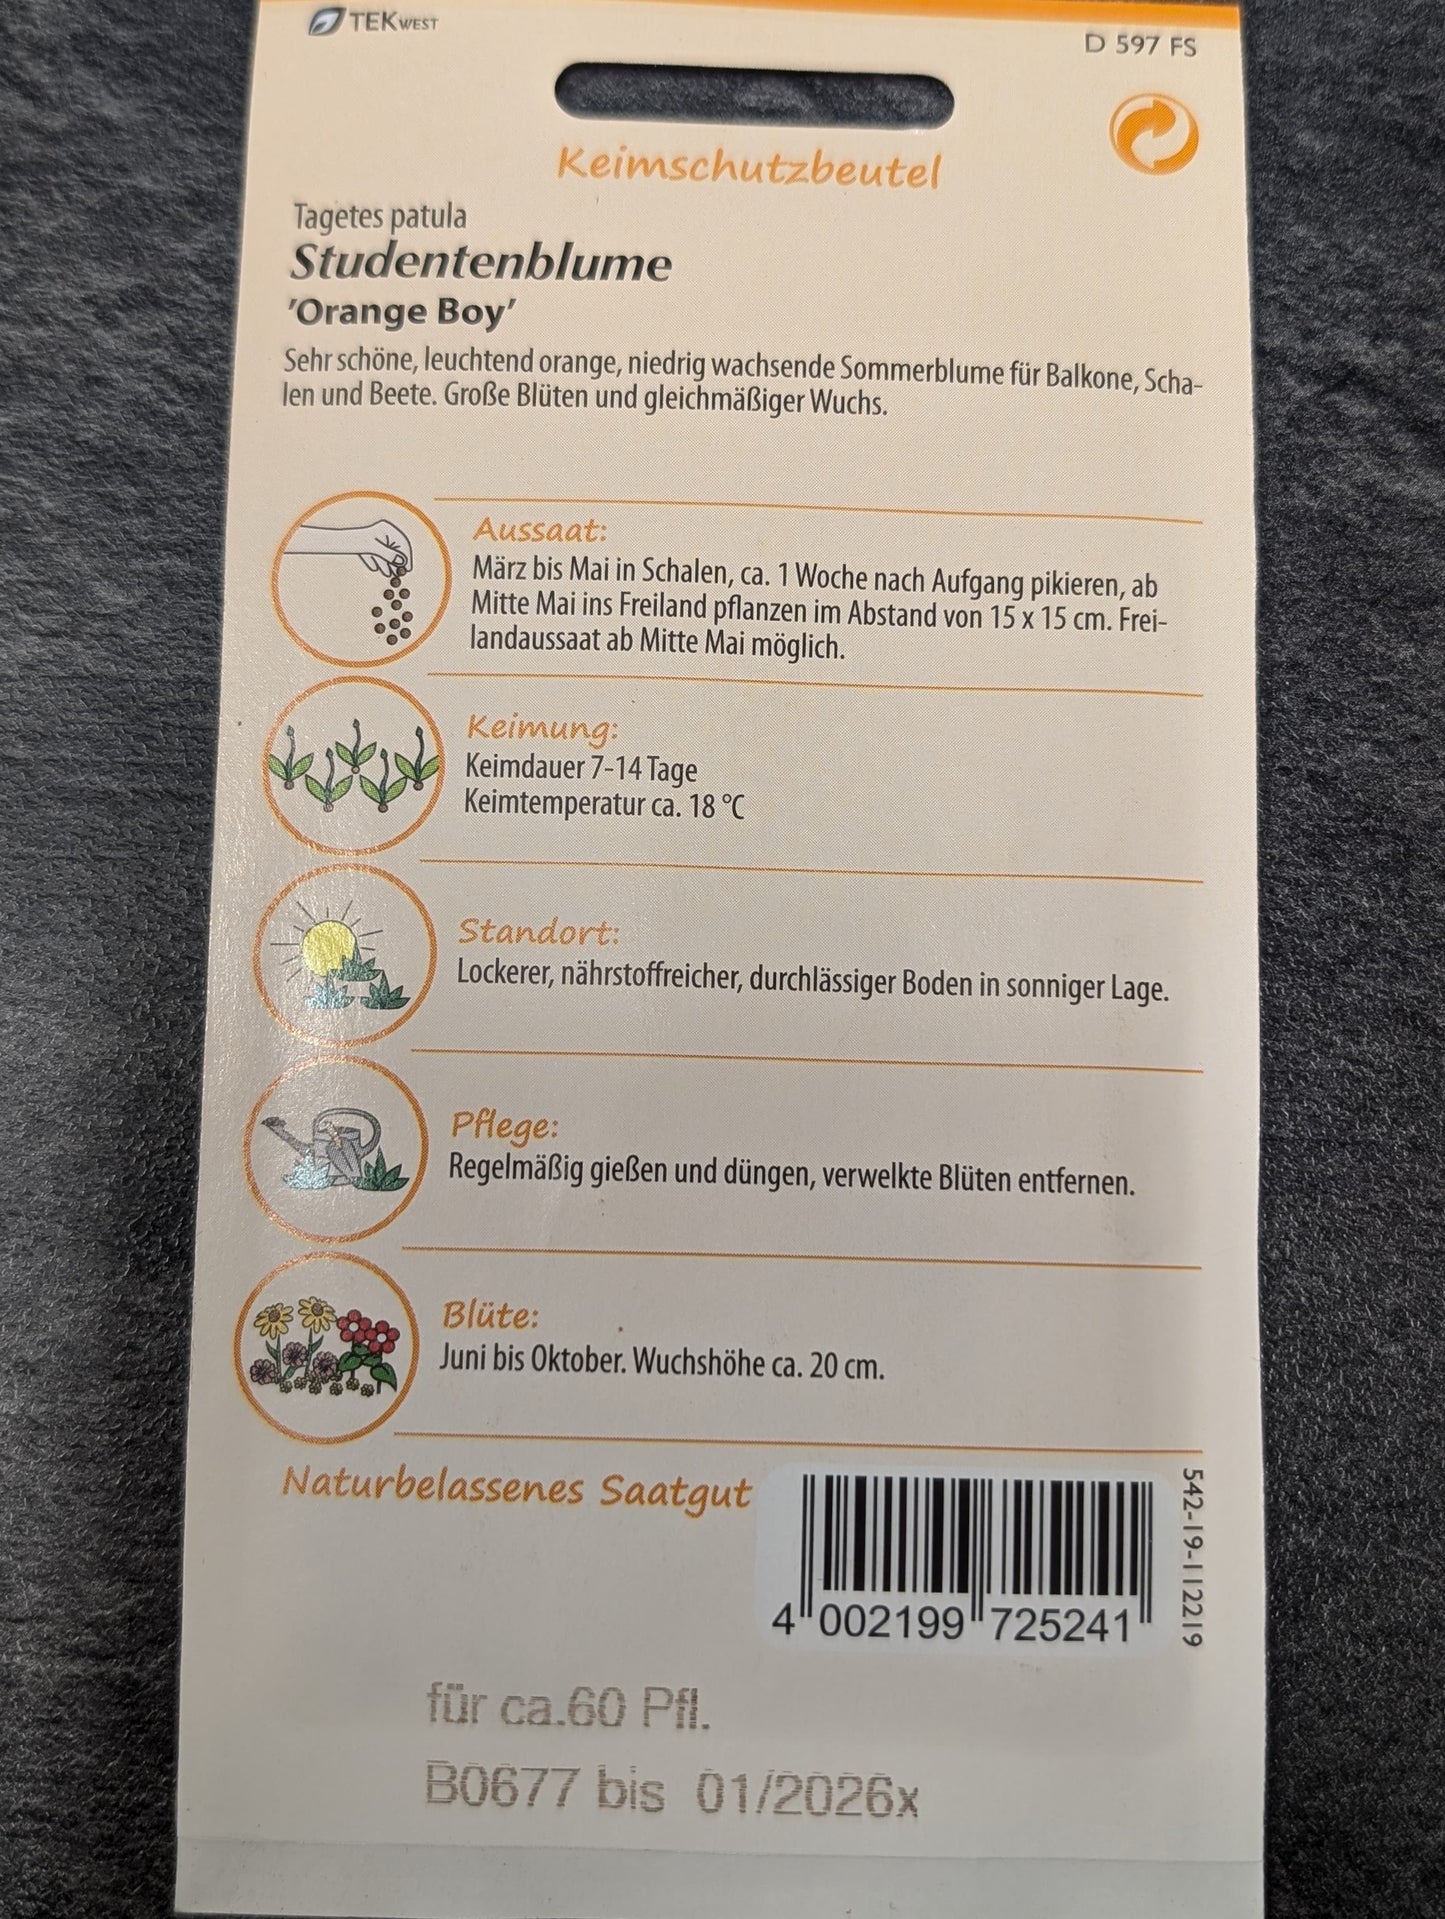 TEKWEST
D 597 FS
Keimschutzbeutel
Tagetes patula
Studentenblume
'Orange Boy'
Sehr schöne, leuchtend orange, niedrig wachsende Sommerblume für Balkone, Scha-
len und Beete. Große Blüten und gleichmäßiger Wuchs.
Aussaat:
März bis Mai in Schalen, ca. 1 Woche nach Aufgang pikieren, ab
Mitte Mai ins Freiland pflanzen im Abstand von 15 x 15 cm. Frei-
landaussaat ab Mitte Mai möglich.
Keimung:
Keimdauer 7-14 Tage
Keimtemperatur ca. 18 °C
Standort:
Lockerer, nährstoffreicher, durchlässiger Boden in sonniger Lage.
Pflege:
Regelmäßig gießen und düngen, verwelkte Blüten entfernen.
Blüte:
Juni bis Oktober. Wuchshöhe ca. 20 cm.
Naturbelassenes Saatgut
4 002199 725241
542-19-112219
für ca.60 Pfl.
B0677 bis 01/2026x